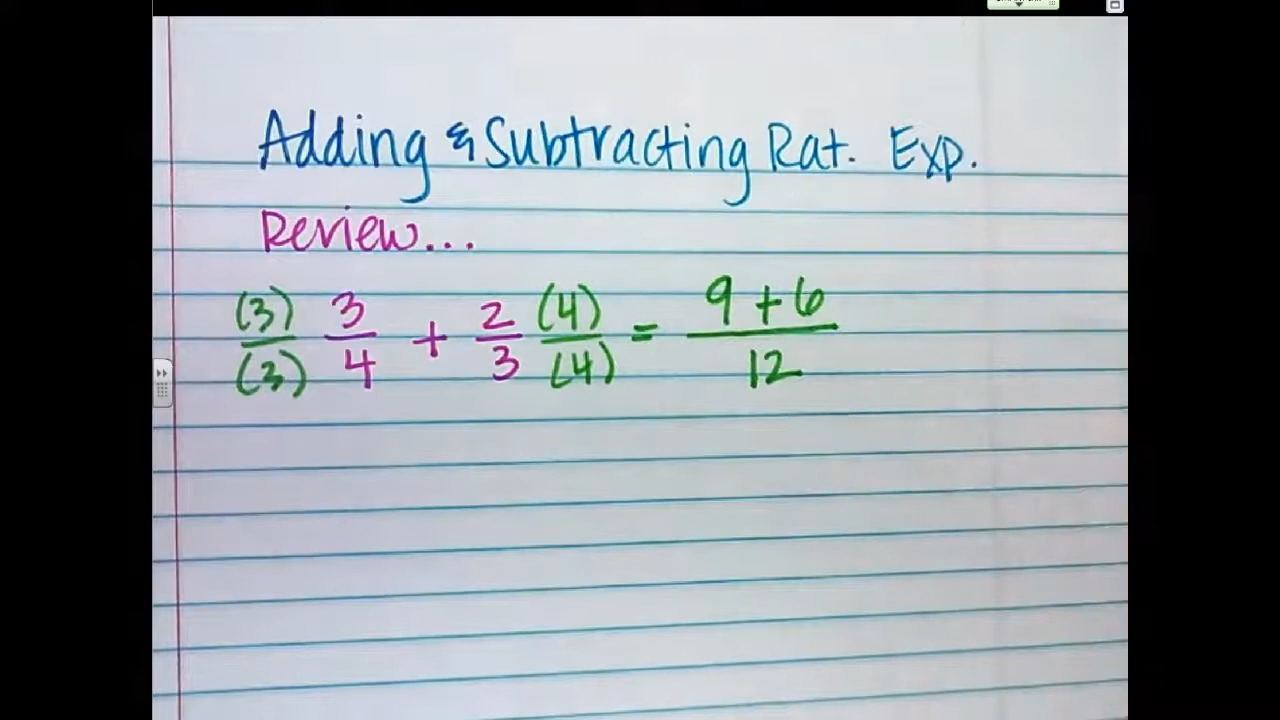 Adding & Subtracting Rat. Exp.
Review...
(3)/(3) 3/4 + 2/3 (4)/(4) = 9 + 6/12